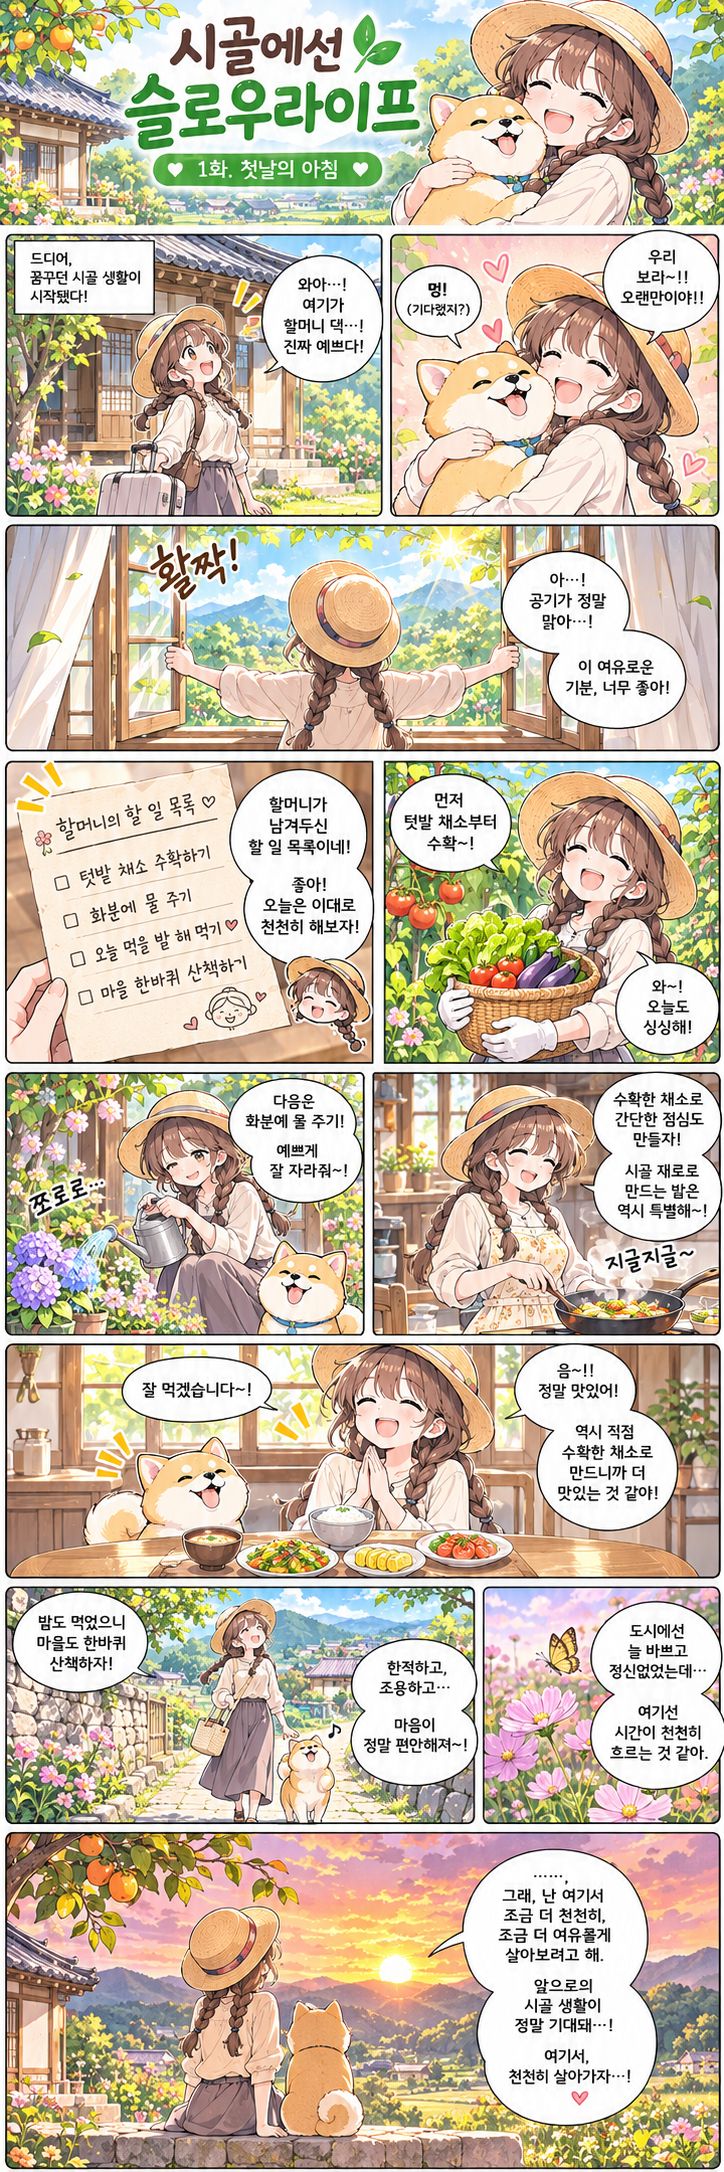 시골에선
슬로우라이프
♥ 1화. 첫날의 아침 ♥
드디어,
꿈꾸던 시골 생활이
시작됐다!
와아…!
여기가
할머니 댁…!
진짜 예쁘다!
멍!
(기다렸지?)
우리
보라~!!
오랜만이야!!
활짝!
아…!
공기가 정말
맑아…!
이 여유로운
기분, 너무 좋아!
할머니의 할 일 목록 ♡
□ 텃밭 채소 수확하기
□ 화분에 물 주기
□ 오늘 먹을 발 해 먹기 ♥
□ 마을 한바퀴 산책하기
할머니가
남겨두신
할 일 목록이네!
좋아!
오늘은 이대로
천천히 해보자!
먼저
텃발 채소부터
수확~!
와~!
오늘도
싱싱해!
다음은
화분에 물 주기!
예쁘게
잘 자라줘~!
쪼로로…
수확한 채소로
간단한 점심도
만들자!
시골 재로로
만드는 밥은
역시 특별해~!
지글지글~
잘 먹겠습니다~!
음~!!
정말 맛있어!
역시 직접
수확한 채소로
만드니까 더
맛있는 것 같아!
밥도 먹었으니
마을도 한바퀴
산책하자!
한적하고,
조용하고…
마음이
정말 편안해져~!
♪
도시에선
늘 바쁘고
정신없었는데…
여기선
시간이 천천히
흐르는 것 같아.
……,
그래, 난 여기서
조금 더 천천히,
조금 더 여유롭게
살아보려고 해.
앞으로의
시골 생활이
정말 기대돼…!
여기서,
천천히 살아가자…!
♥